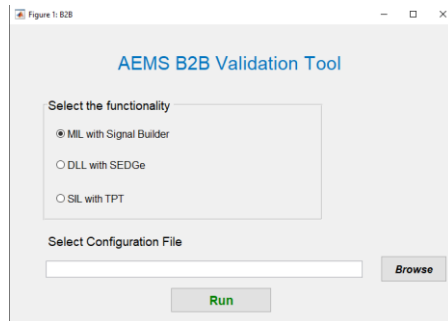 Figure 1: B2B
AEMS B2B Validation Tool
Select the functionality
MIL with Signal Builder
DLL with SEDGe
SIL with TPT
Select Configuration File
Browse
Run